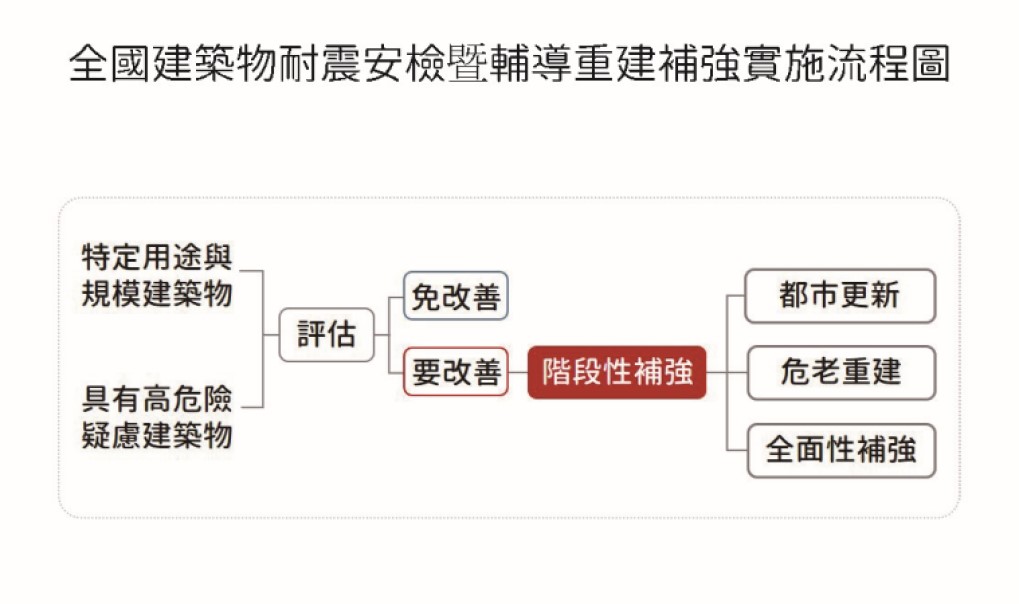 全國建築物耐震安檢暨輔導重建補強實施流程圖
特定用途與
規模建築物
具有高危險
疑慮建築物
評估
免改善
要改善
階段性補強
都市更新
危老重建
全面性補強